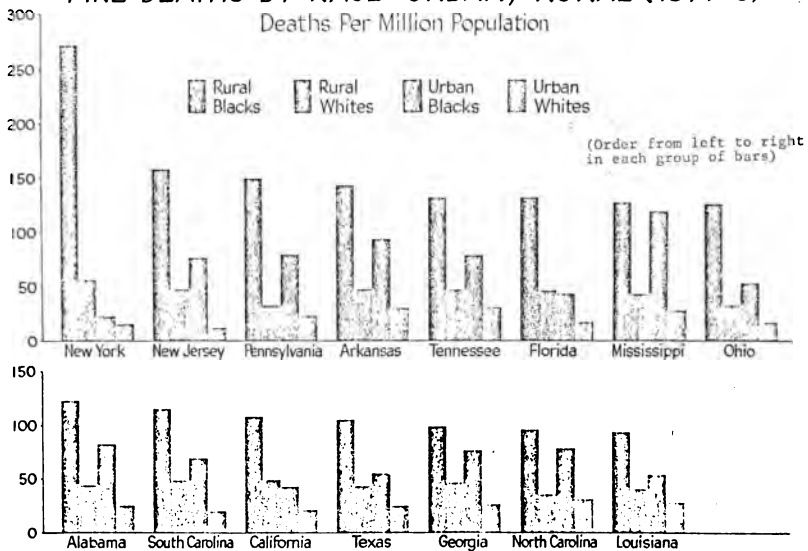 Deaths Per Million Population
300
250
200
150
100
50
0
Rural Blacks
Rural Whites
Urban Blacks
Urban Whites
(Order from left to right
in each group of bars)
New York New Jersey Pennsylvania Arkansas Tennessee Florida Mississippi Ohio
150
100
50
0
Alabama South Carolina California Texas Georgia North Carolina Louisiana